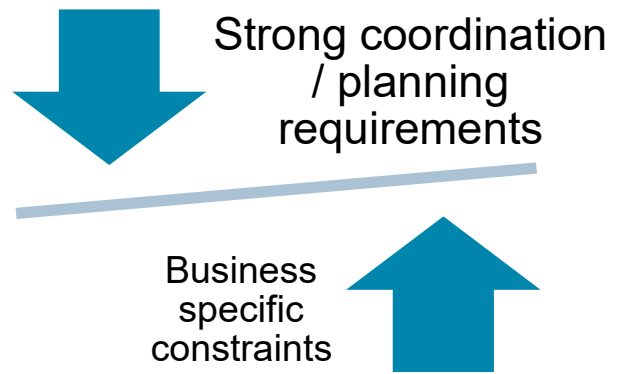 Strong coordination
/ planning
requirements
Business
specific
constraints